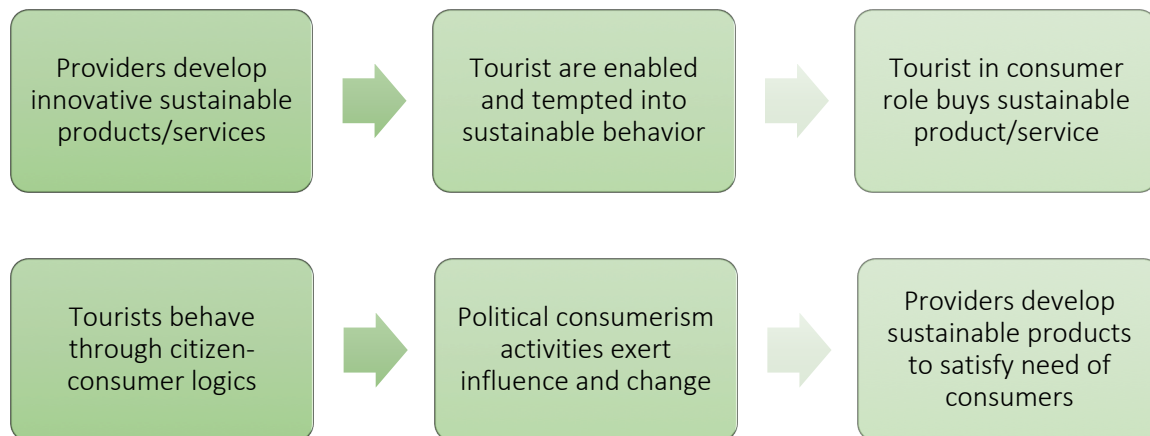 Providers develop
innovative sustainable
products/services
Tourist are enabled
and tempted into
sustainable behavior
Tourist in consumer
role buys sustainable
product/service
Tourists behave
through citizen-
consumer logics
Political consumerism
activities exert
influence and change
Providers develop
sustainable products
to satisfy need of
consumers